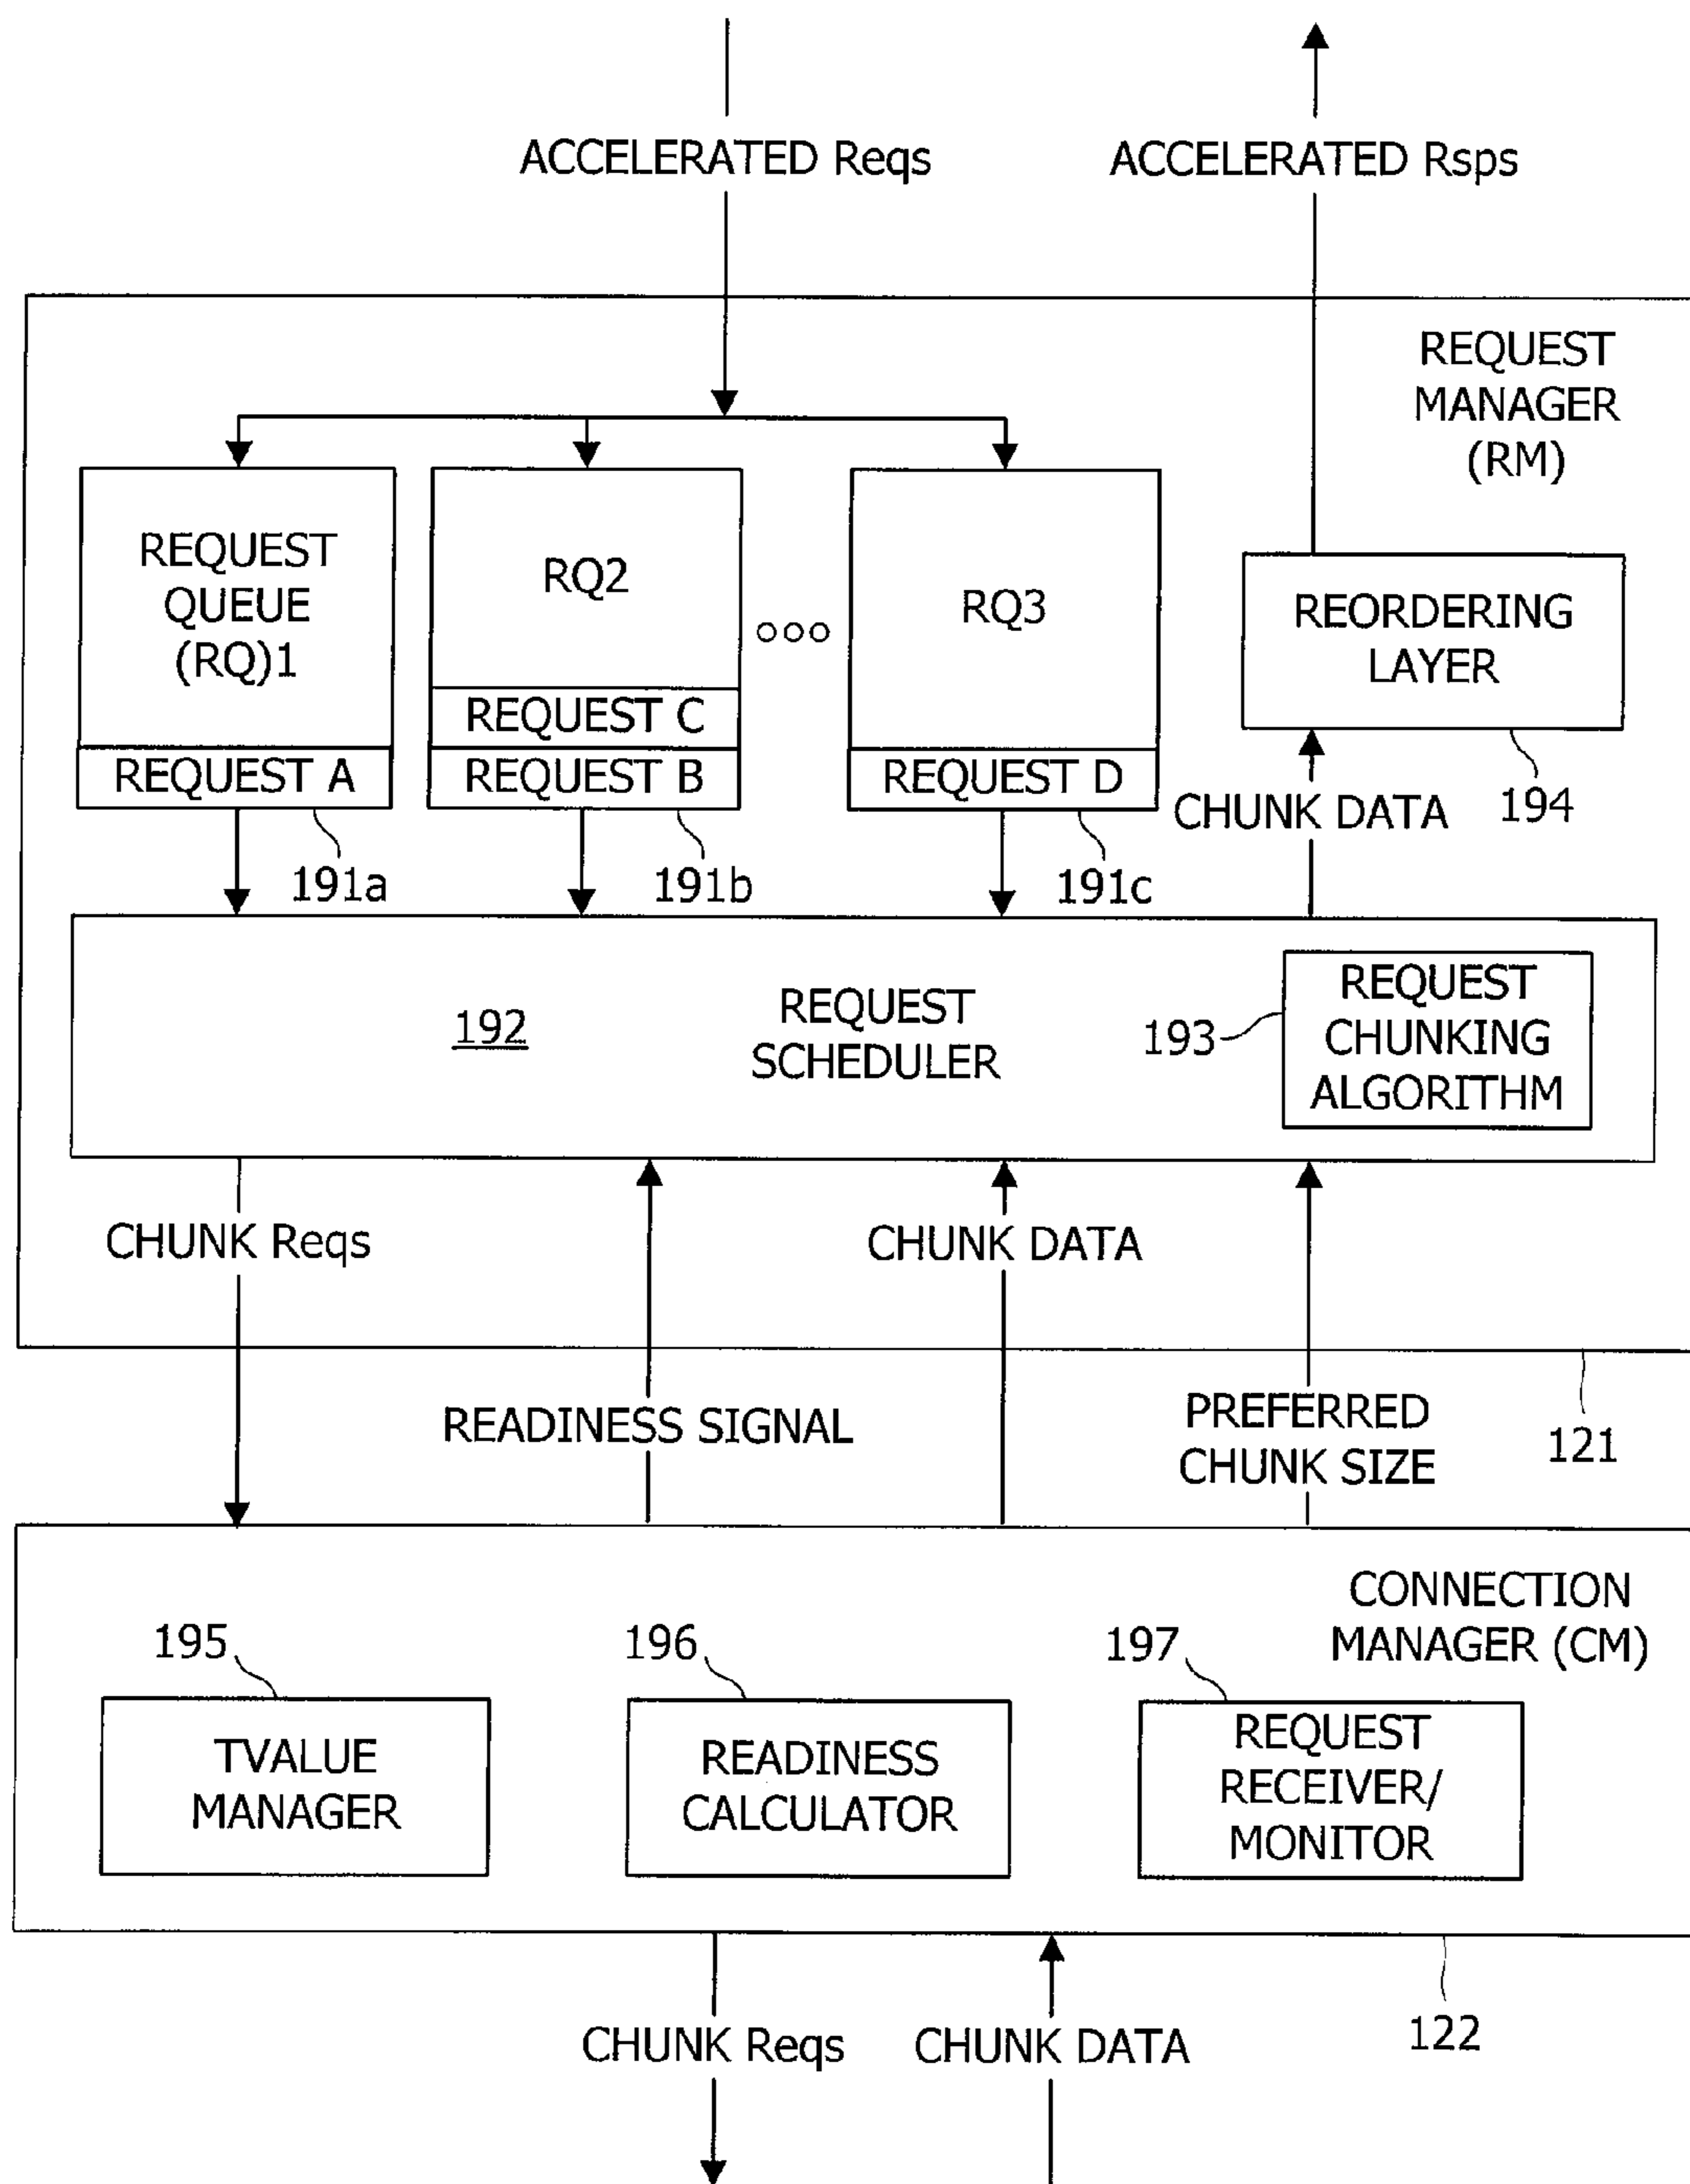 ACCELERATED Reqs
ACCELERATED Rsps
REQUEST
MANAGER
(RM)
REQUEST
QUEUE
(RQ)1
RQ2
RQ3
REORDERING
LAYER
REQUEST C
REQUEST A
REQUEST B
REQUEST D
CHUNK DATA
194
191a
191b
191c
192
REQUEST
SCHEDULER
193
REQUEST
CHUNKING
ALGORITHM
CHUNK Reqs
CHUNK DATA
READINESS SIGNAL
PREFERRED
CHUNK SIZE
121
CONNECTION
MANAGER (CM)
195
196
197
TVALUE
MANAGER
READINESS
CALCULATOR
REQUEST
RECEIVER/
MONITOR
CHUNK Reqs
CHUNK DATA
122